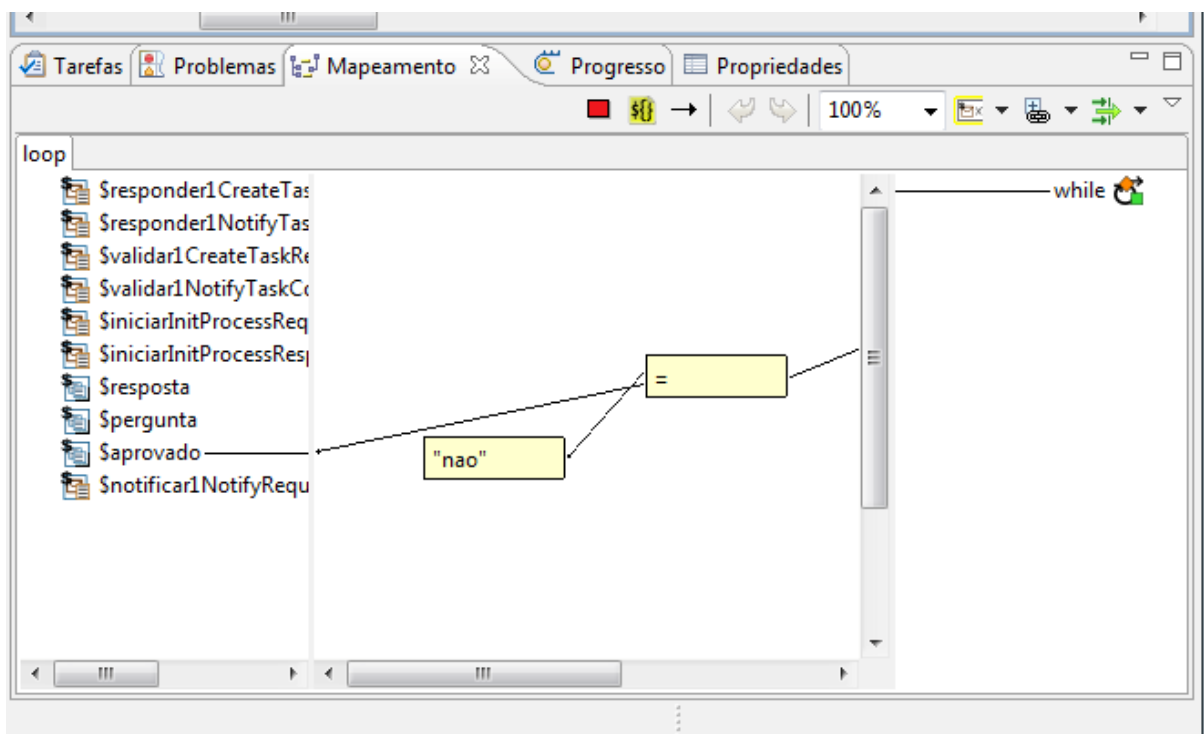 Tarefas Problemas Mapeamento Progresso Propriedades
${} 100%
loop
$responder1CreateTas
$responder1NotifyTas
$validar1CreateTaskRe
$validar1NotifyTaskCo
$iniciarInitProcessReq
$iniciarInitProcessResp
$resposta
$pergunta
$aprovado
$notificar1NotifyRequ
=
"nao"
while